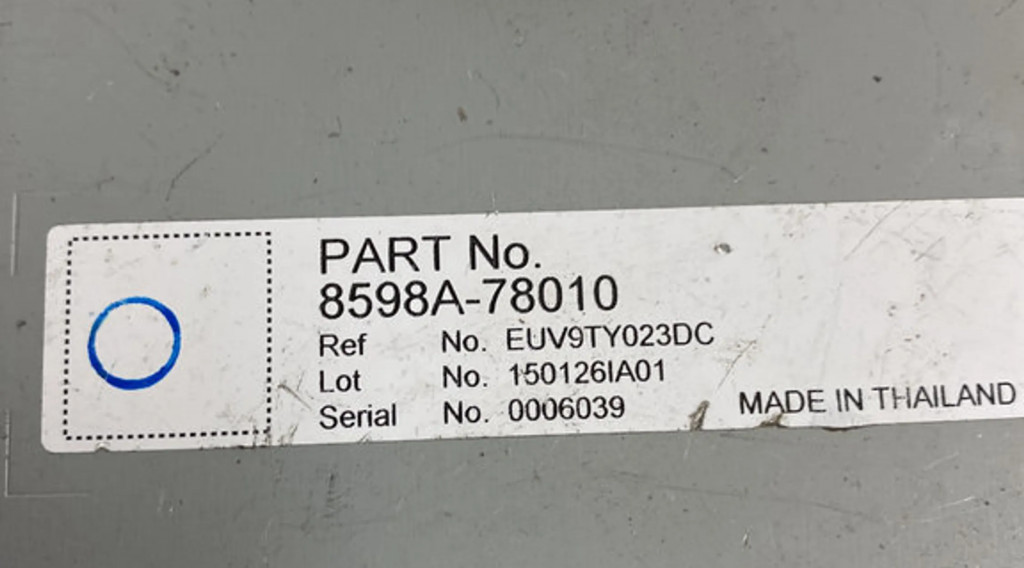 PART No.
8598A-78010
Ref No. EUV9TY023DC
Lot No. 150126IA01
Serial No. 0006039
MADE IN THAILAND